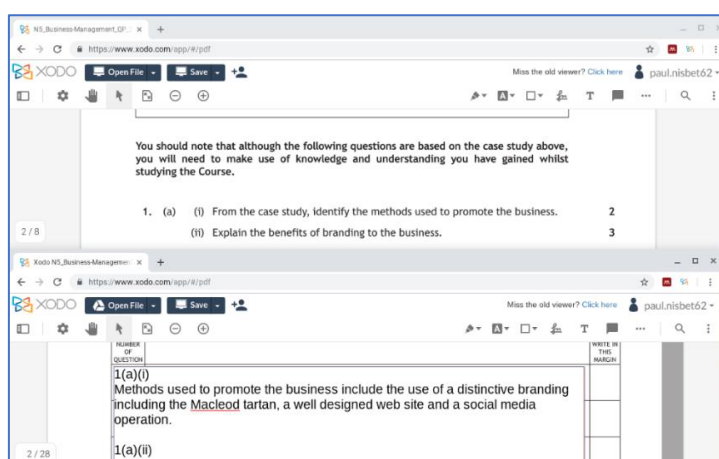 N5_Business-Management_QP_
https://www.xodo.com/app/#/pdf
XODO Open File Save Miss the old viewer? Click here paul.nisbet62
You should note that although the following questions are based on the case study above,
you will need to make use of knowledge and understanding you have gained whilst
studying the Course.
1. (a) (i) From the case study, identify the methods used to promote the business. 2
2 / 8
(ii) Explain the benefits of branding to the business. 3
Xodo N5_Business-Managemen
https://www.xodo.com/app/#/pdf
XODO Open File Save Miss the old viewer? Click here paul.nisbet62
NUMBER
OF
QUESTION
WRITE IN
THIS
MARGIN
1(a)(i)
Methods used to promote the business include the use of a distinctive branding
including the Macleod tartan, a well designed web site and a social media
operation.
2 / 28
1(a)(ii)